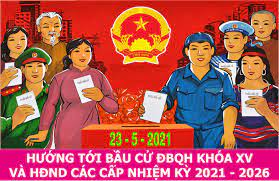 23-5-2021
HƯỚNG TỚI BẦU CỬ ĐBQH KHÓA XV
VÀ HĐND CÁC CẤP NHIỆM KỲ 2021 - 2026